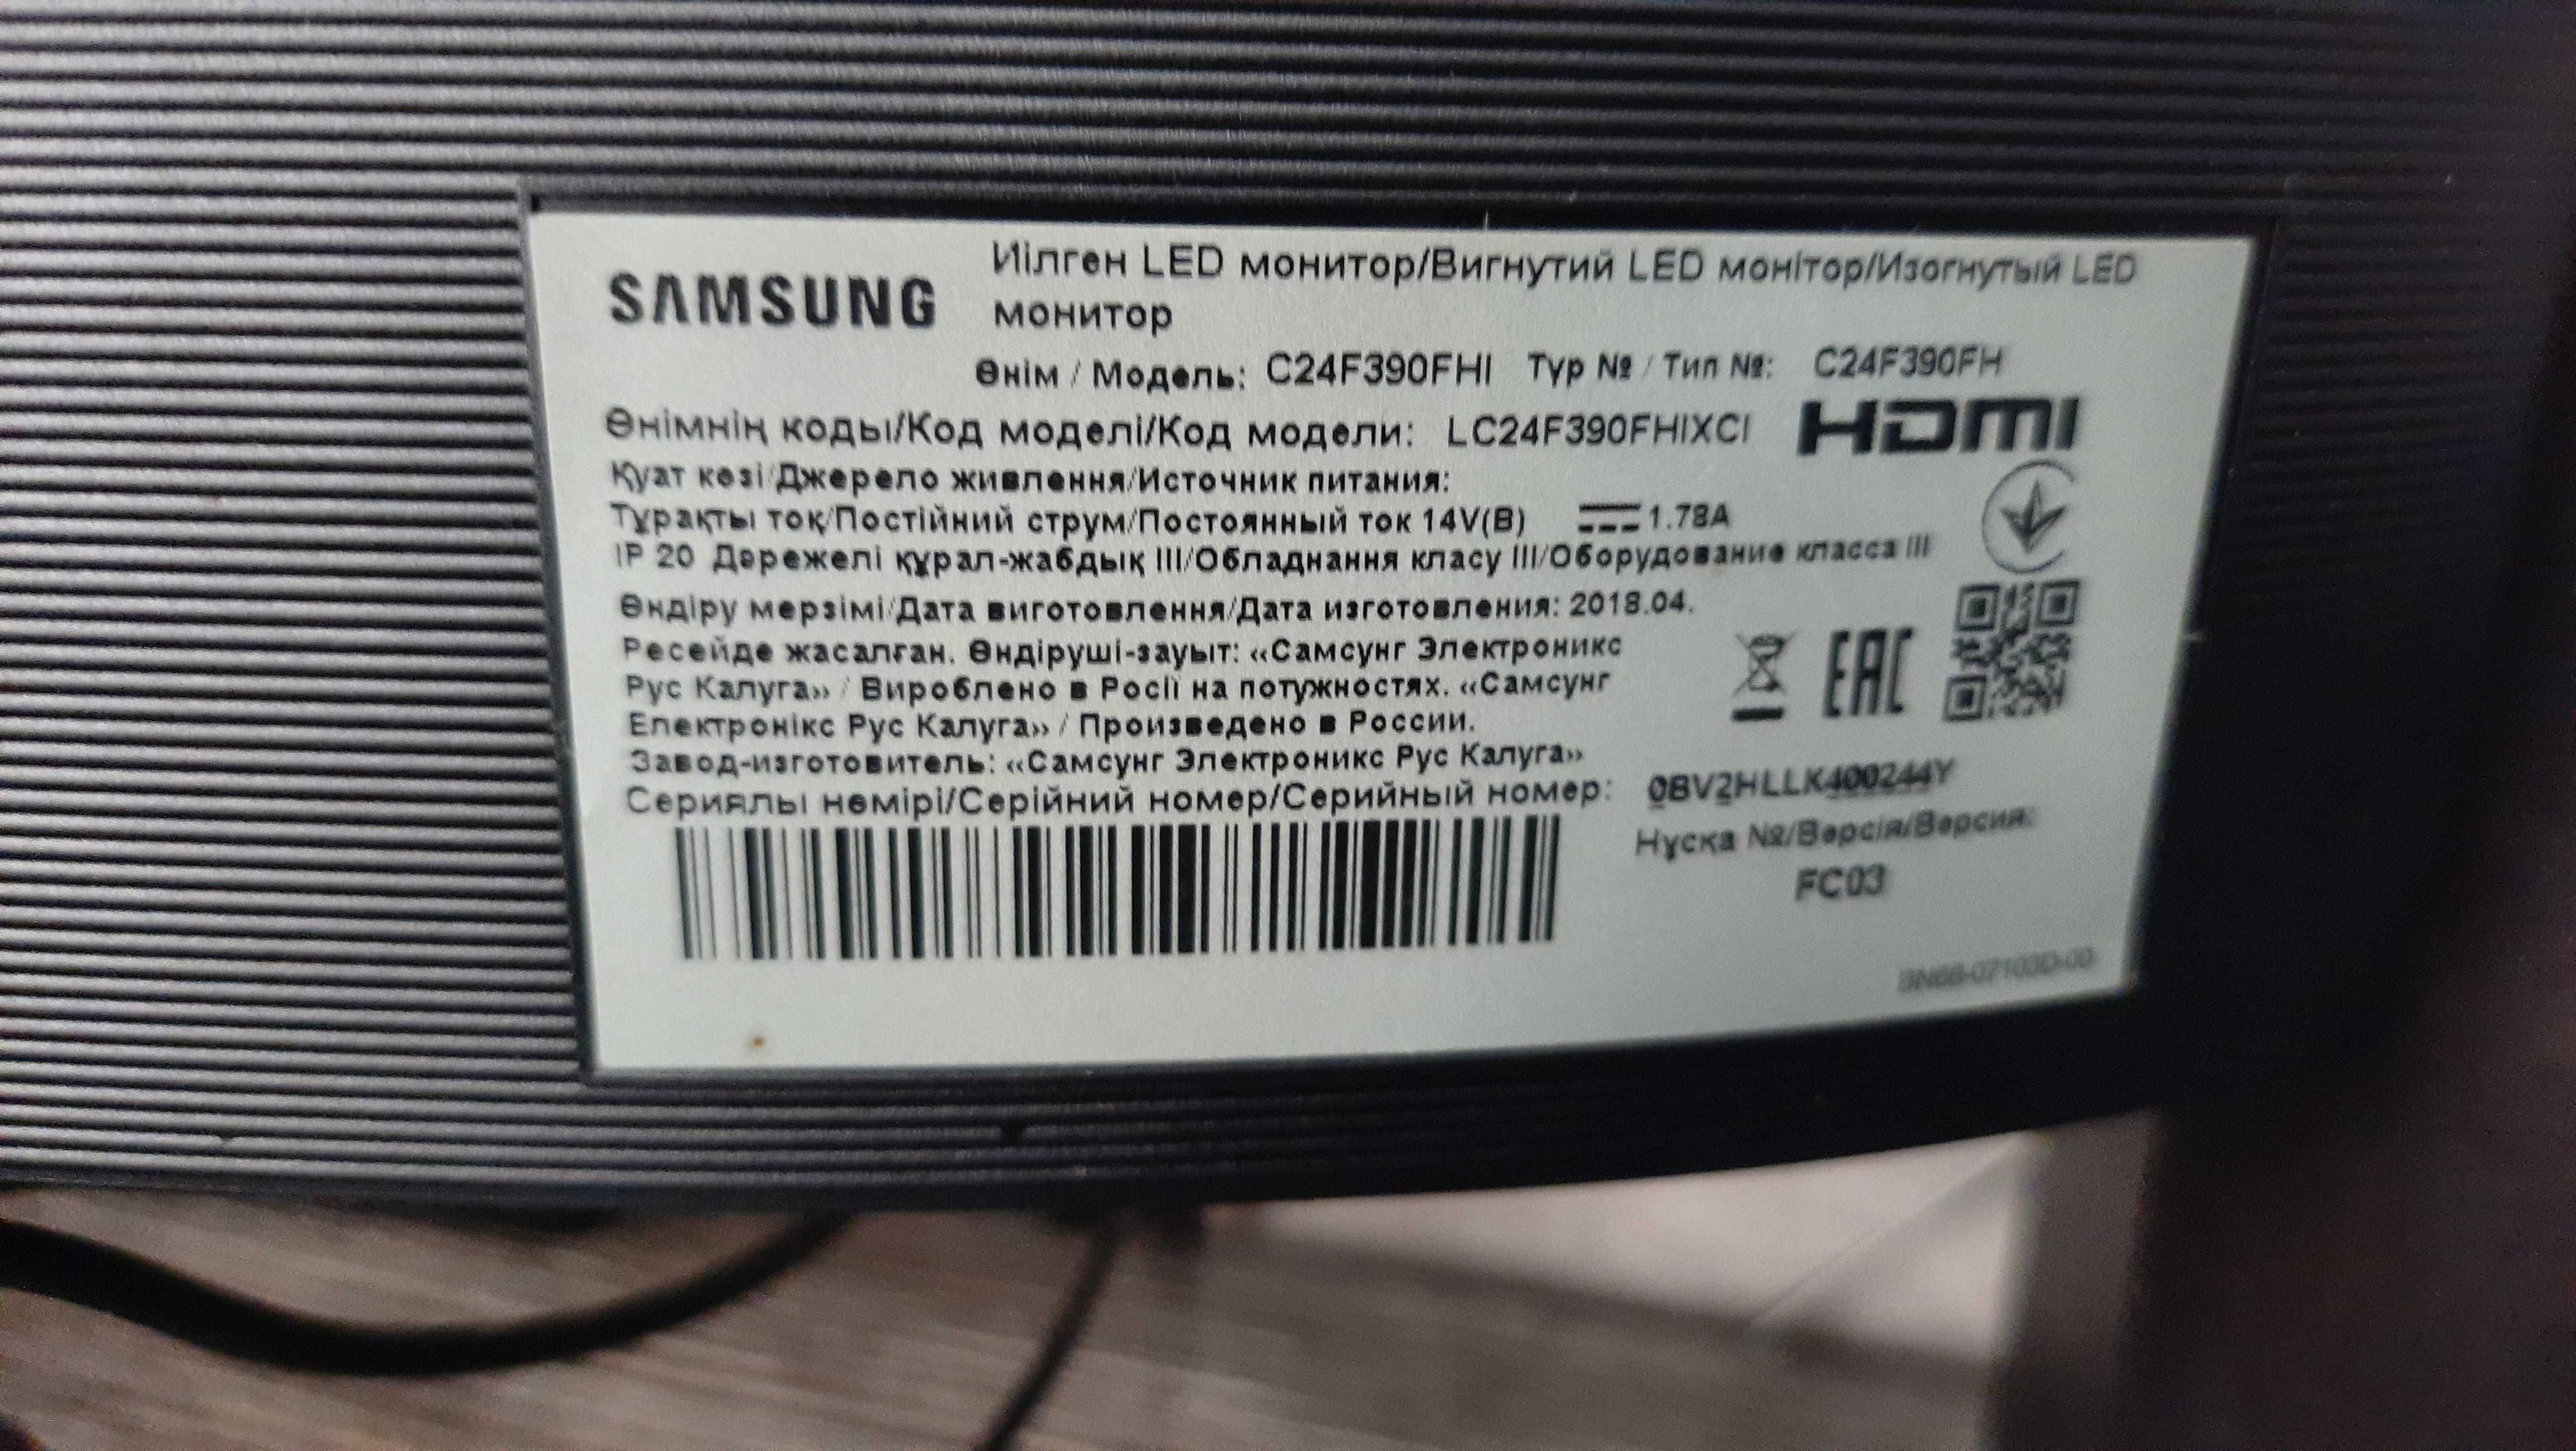 SAMSUNG
Иілген LED монитор/Вигнутий LED монітор/Изогнутый LED
монитор
Өнім / Модель: C24F390FHI Түр № / Тип №: C24F390FH
Өнімнің коды/Код моделі/Код модели: LC24F390FHIXCI
HDMI
Қуат көзі/Джерело живлення/Источник питания:
Тұрақты тоқ/Постійний струм/Постоянный ток 14V(В) 1.78A
IP 20 Дәрежелі құрал-жабдық III/Обладнання класу III/Оборудование класса III
Өндіру мерзімі/Дата виготовлення/Дата изготовления: 2018.04.
Ресейде жасалған. Өндіруші-зауыт: «Самсунг Электроникс
Рус Калуга» / Вироблено в Росії на потужностях. «Самсунг
Електронікс Рус Калуга» / Произведено в России.
Завод-изготовитель: «Самсунг Электроникс Рус Калуга»
EAC
Сериялы нөмірі/Серійний номер/Серийный номер: 0BV2HLLK400244Y
Нұсқа №/Версія/Версия:
FC03
BN68-07103D-00